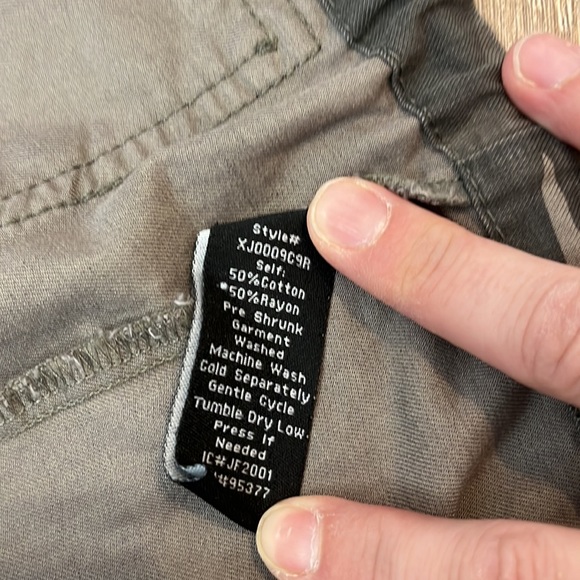 Style#
XJ0009C9R
Self:
50%Cotton
50%Rayon
Pre Shrunk
Garment
Washed
Machine Wash
Cold Separately
Gentle Cycle
Tumble Dry Low.
Press If
Needed
IC#JF2001
#95377